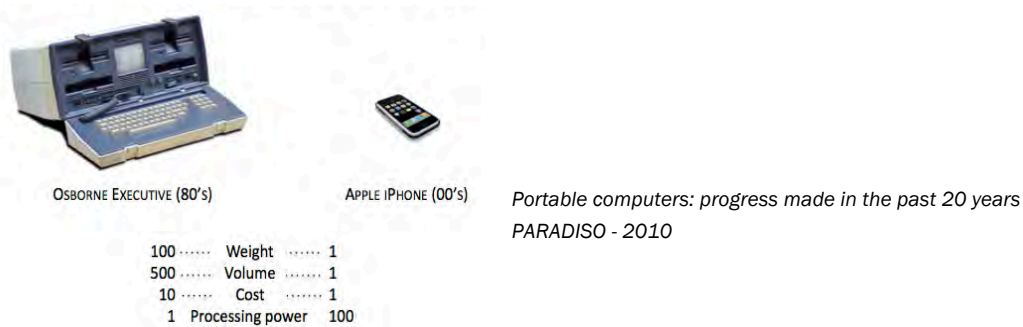 OSBORNE EXECUTIVE (80'S)
APPLE IPHONE (00'S)
Portable computers: progress made in the past 20 years
PARADISO - 2010
100 ...... Weight ...... 1
500 ...... Volume ....... 1
10 ...... Cost ....... 1
1 Processing power 100